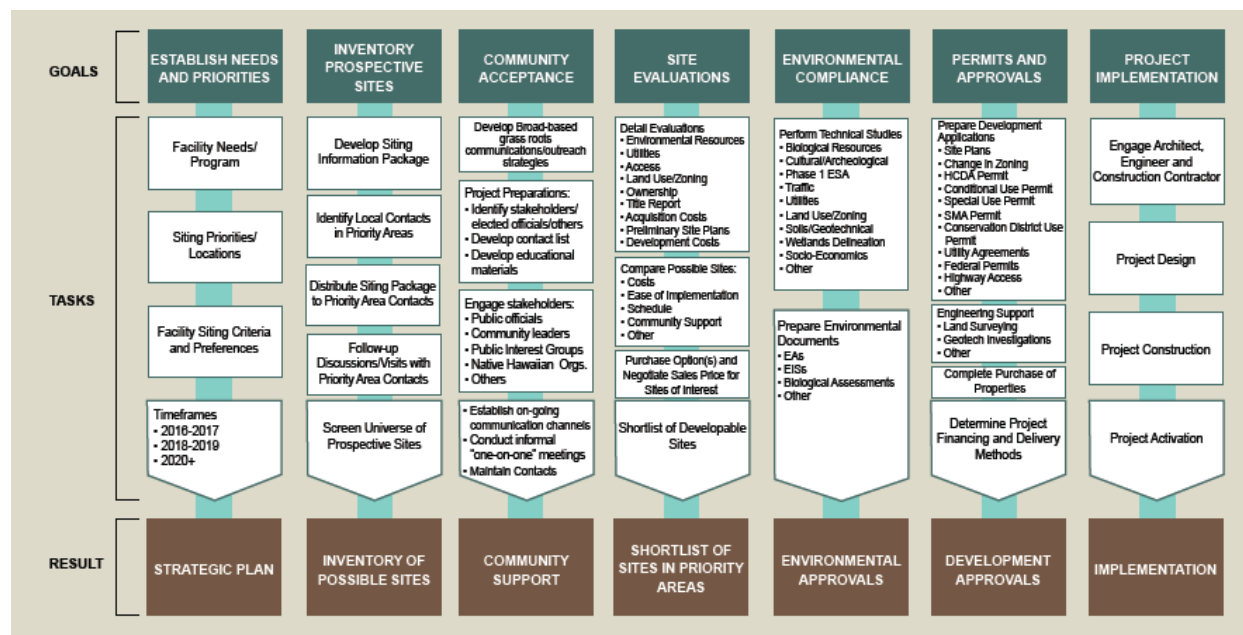 GOALS
ESTABLISH NEEDS
AND PRIORITIES
INVENTORY
PROSPECTIVE
SITES
COMMUNITY
ACCEPTANCE
SITE
EVALUATIONS
ENVIRONMENTAL
COMPLIANCE
PERMITS AND
APPROVALS
PROJECT
IMPLEMENTATION
TASKS
Facility Needs/
Program
Siting Priorities/
Locations
Facility Siting Criteria
and Preferences
Timeframes
• 2016-2017
• 2018-2019
• 2020+
Develop Siting
Information Package
Identify Local Contacts
in Priority Areas
Distribute Siting Package
to Priority Area Contacts
Follow-up
Discussions/Visits with
Priority Area Contacts
Screen Universe of
Prospective Sites
Develop Broad-based
grass roots
communications/outreach
strategies
Project Preparations:
• Identify stakeholders/
elected officials/others
• Develop contact list
• Develop educational
materials
Engage stakeholders:
• Public officials
• Community leaders
• Public Interest Groups
• Native Hawaiian Orgs.
• Others
• Establish on-going
communication channels
• Conduct informal
"one-on-one" meetings
• Maintain Contacts
Detail Evaluations
• Environmental Resources
• Utilities
• Access
• Land Use/Zoning
• Ownership
• Title Report
• Acquisition Costs
• Preliminary Site Plans
• Development Costs
Compare Possible Sites:
• Costs
• Ease of Implementation
• Schedule
• Community Support
• Other
Purchase Option(s) and
Negotiate Sales Price for
Sites of Interest
Shortlist of Developable
Sites
Perform Technical Studies
• Biological Resources
• Cultural/Archeological
• Phase 1 ESA
• Traffic
• Utilities
• Land Use/Zoning
• Soils/Geotechnical
• Wetlands Delineation
• Socio-Economics
• Other
Prepare Environmental
Documents
• EAs
• EISs
• Biological Assessments
• Other
Prepare Development
Applications
• Site Plans
• Change in Zoning
• HCDA Permit
• Conditional Use Permit
• Special Use Permit
• SMA Permit
• Conservation District Use
Permit
• Utility Agreements
• Federal Permits
• Highway Access
• Other
Engineering Support
• Land Surveying
• Geotech Investigations
• Other
Complete Purchase of
Properties
Determine Project
Financing and Delivery
Methods
Engage Architect,
Engineer and
Construction Contractor
Project Design
Project Construction
Project Activation
RESULT
STRATEGIC PLAN
INVENTORY OF
POSSIBLE SITES
COMMUNITY
SUPPORT
SHORTLIST OF
SITES IN PRIORITY
AREAS
ENVIRONMENTAL
APPROVALS
DEVELOPMENT
APPROVALS
IMPLEMENTATION